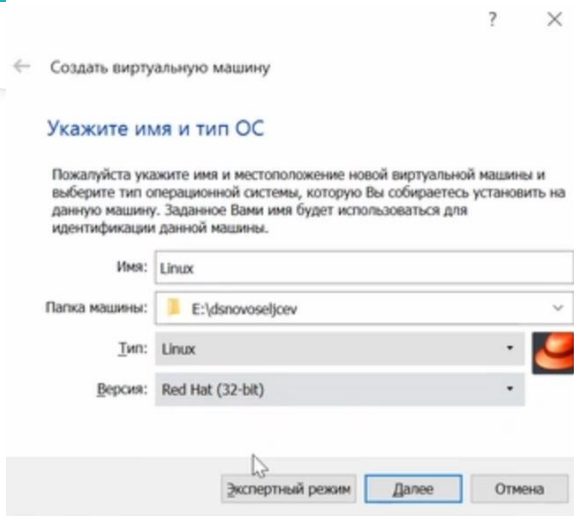 ?
Создать виртуальную машину
Укажите имя и тип ОС
Пожалуйста укажите имя и местоположение новой виртуальной машины и
выберите тип операционной системы, которую Вы собираетесь установить на
данную машину. Заданное Вами имя будет использоваться для
идентификации данной машины.
Имя: Linux
Папка машины: E:\dsnovoseljcev
Тип: Linux
Версия: Red Hat (32-bit)
Экспертный режим Далее Отмена